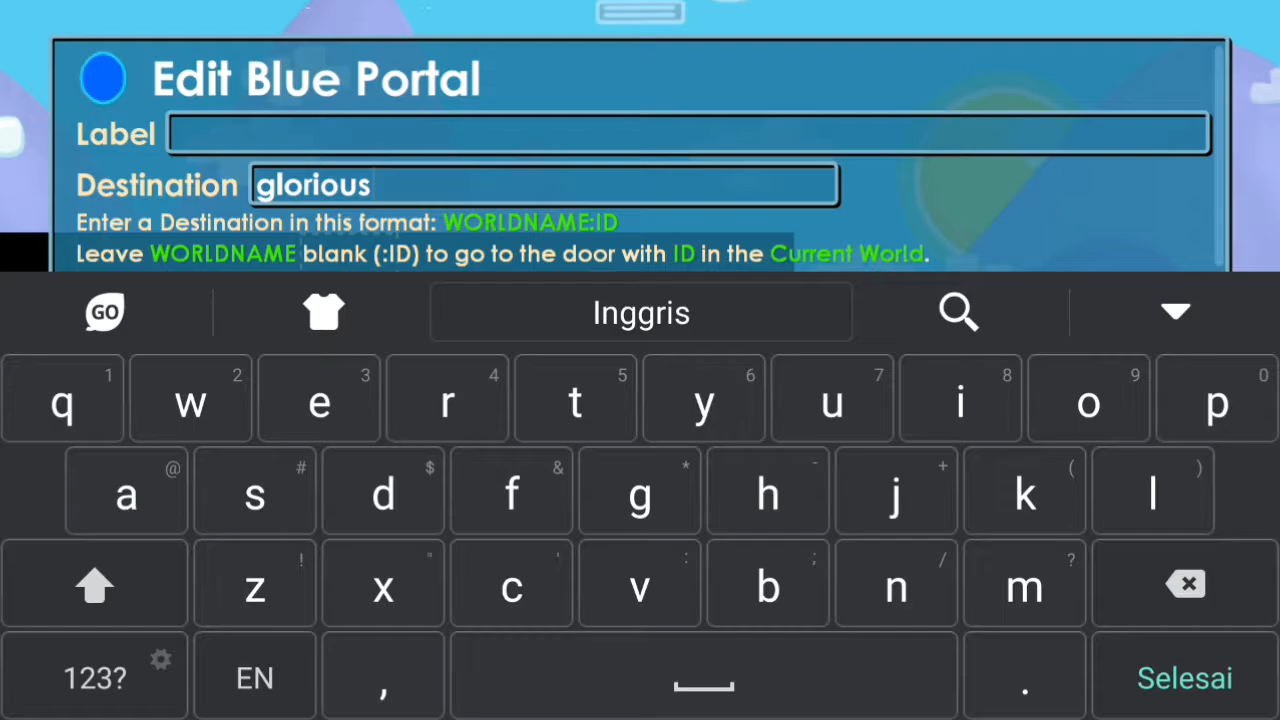 Edit Blue Portal
Label
Destination glorious
Enter a Destination in this format: WORLDNAME:ID
Leave WORLDNAME blank (:ID) to go to the door with ID in the Current World.
GO Inggris
1 2 3 4 5 6 7 8 9 0
q w e r t y u i o p
@ # $ & * - + ( )
a s d f g h j k l
! " ' : ; / ?
z x c v b n m
123? EN , . Selesai